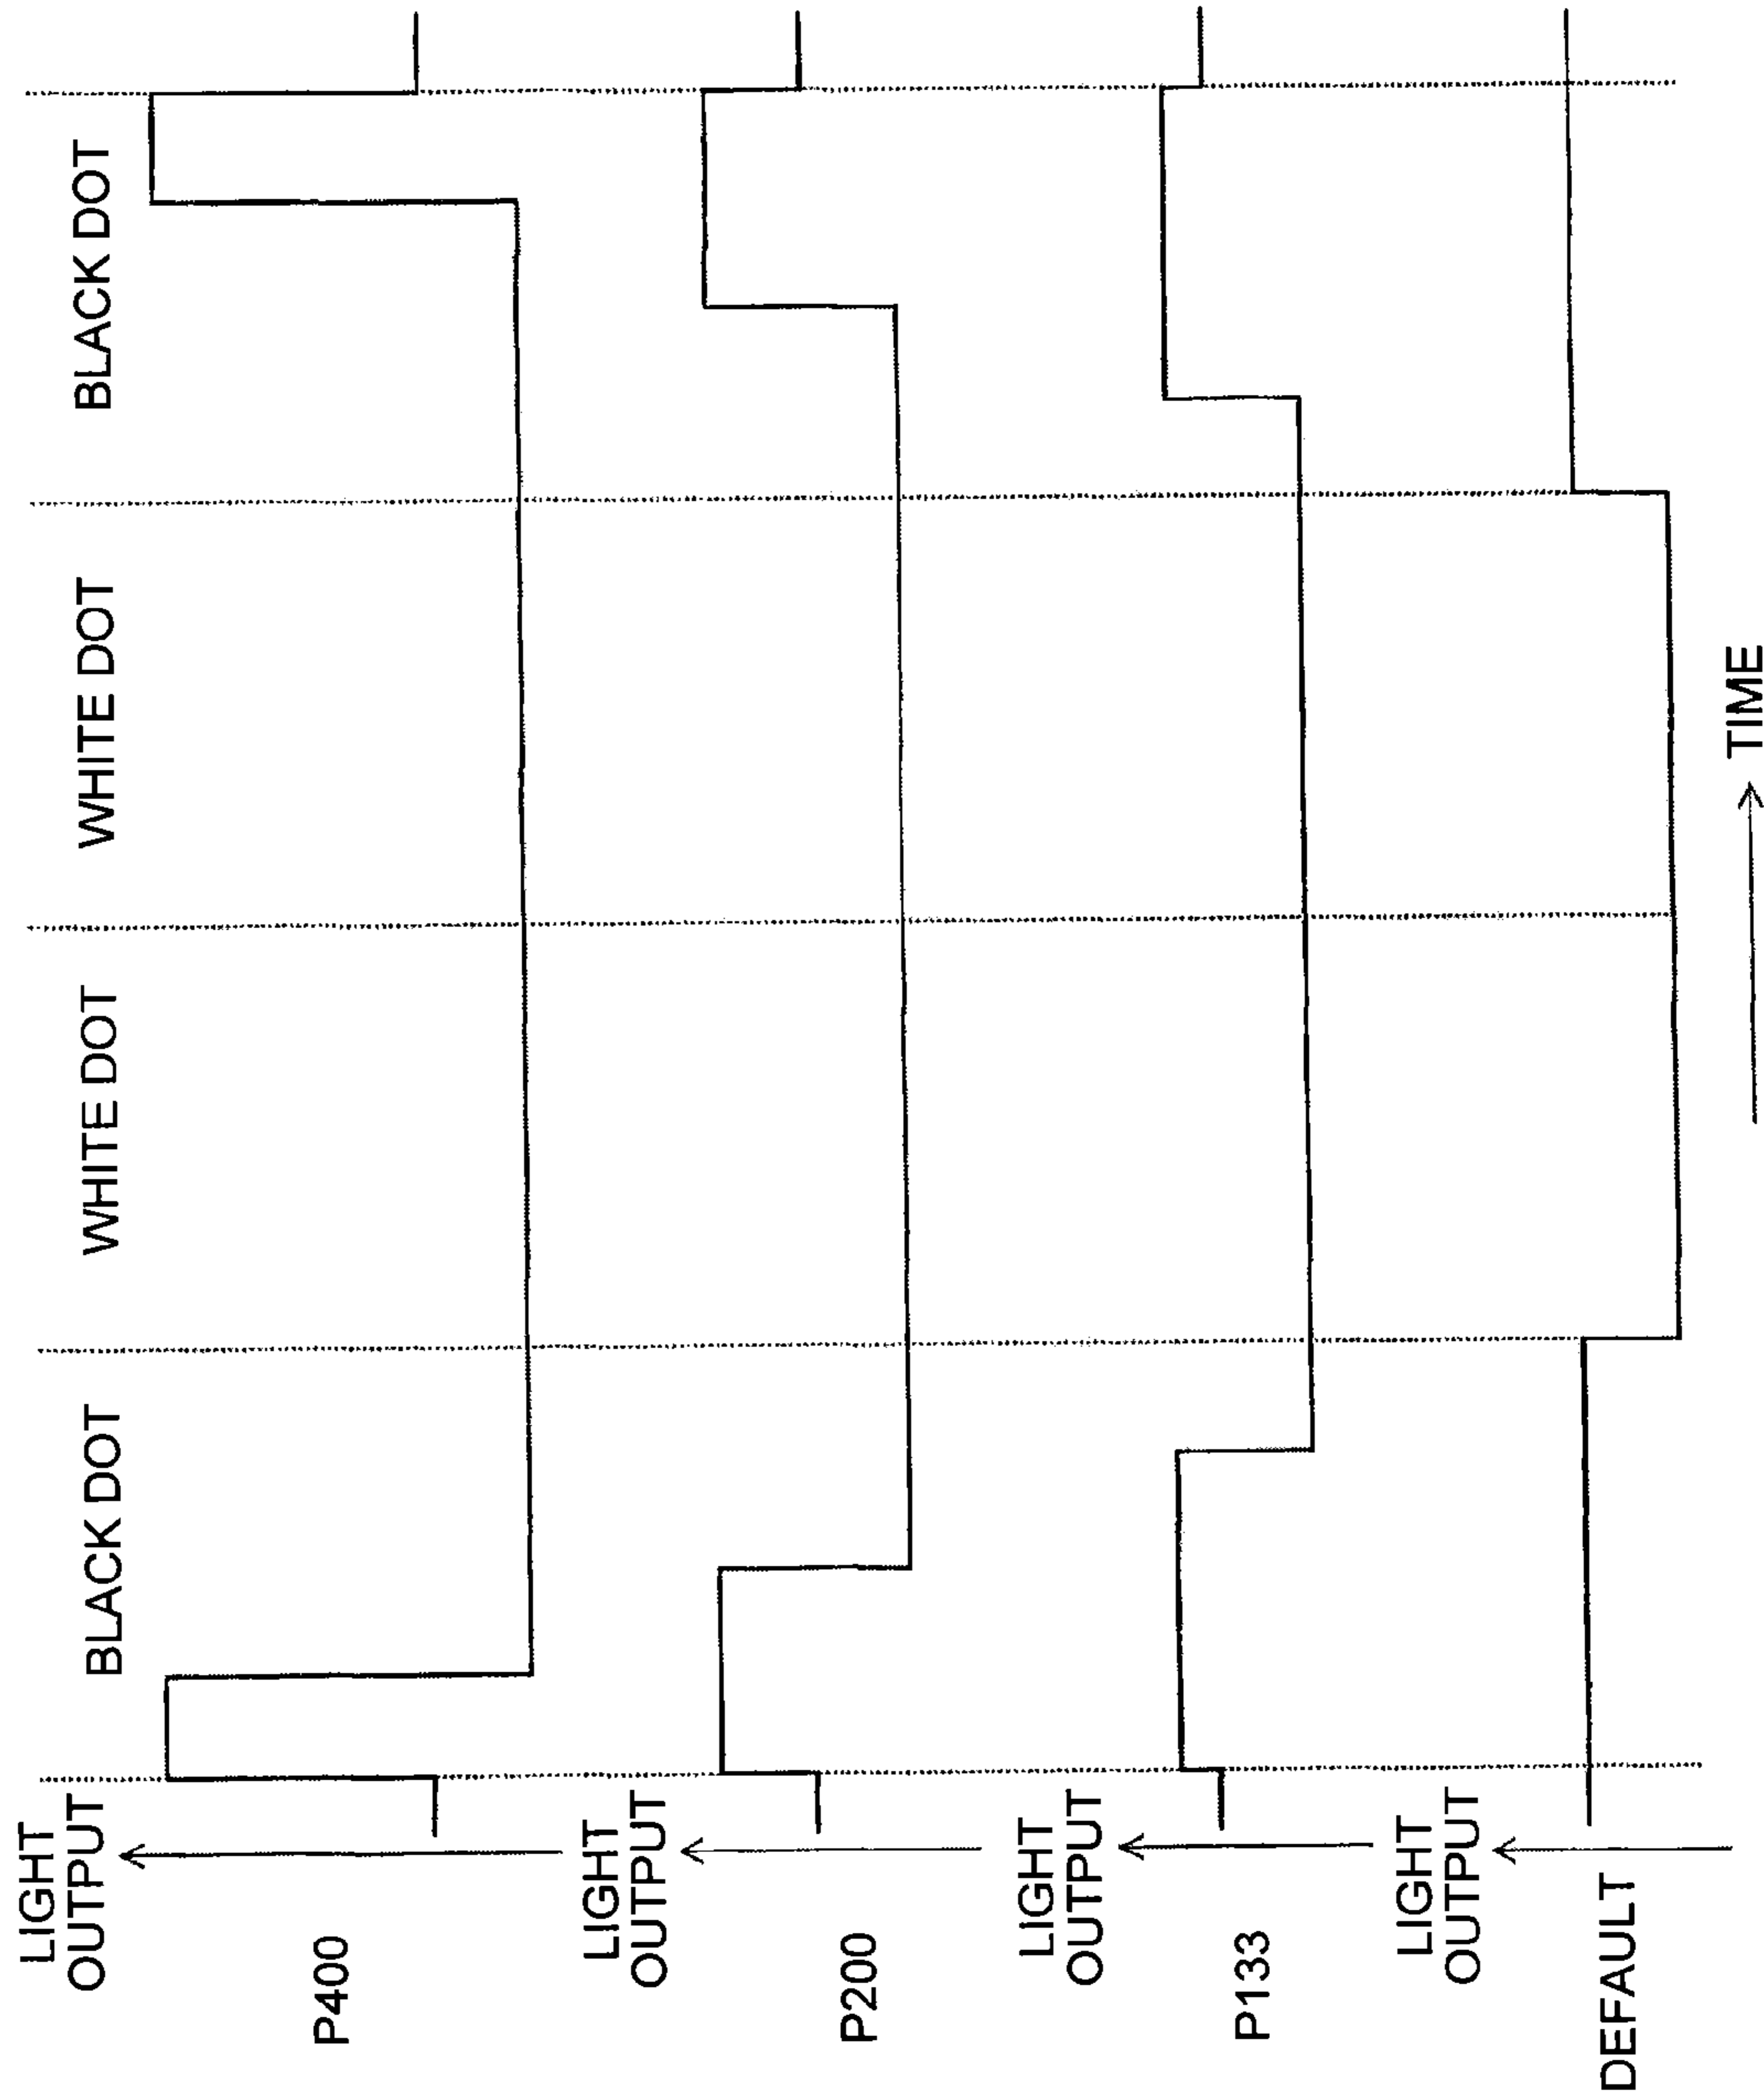 BLACK DOT
WHITE DOT
WHITE DOT
BLACK DOT
LIGHT
OUTPUT
P400
LIGHT
OUTPUT
P200
LIGHT
OUTPUT
P133
LIGHT
OUTPUT
DEFAULT
TIME